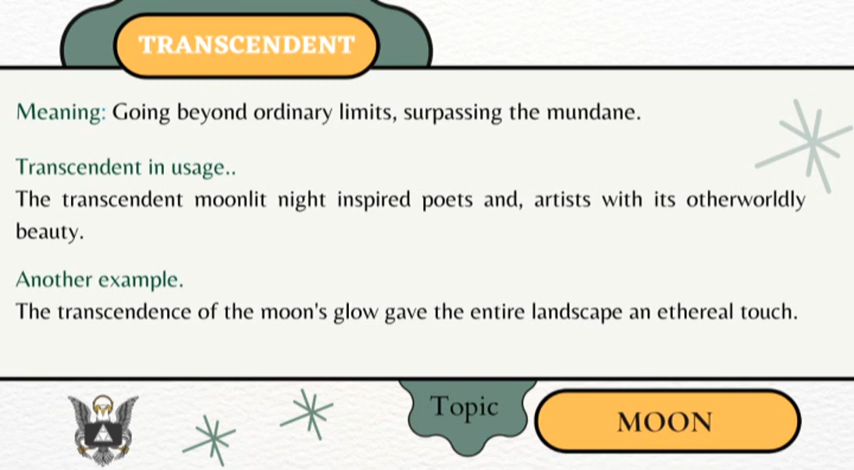 TRANSCENDENT
Meaning: Going beyond ordinary limits, surpassing the mundane.
Transcendent in usage..
The transcendent moonlit night inspired poets and, artists with its otherworldly
beauty.
Another example.
The transcendence of the moon's glow gave the entire landscape an ethereal touch.
Topic
MOON